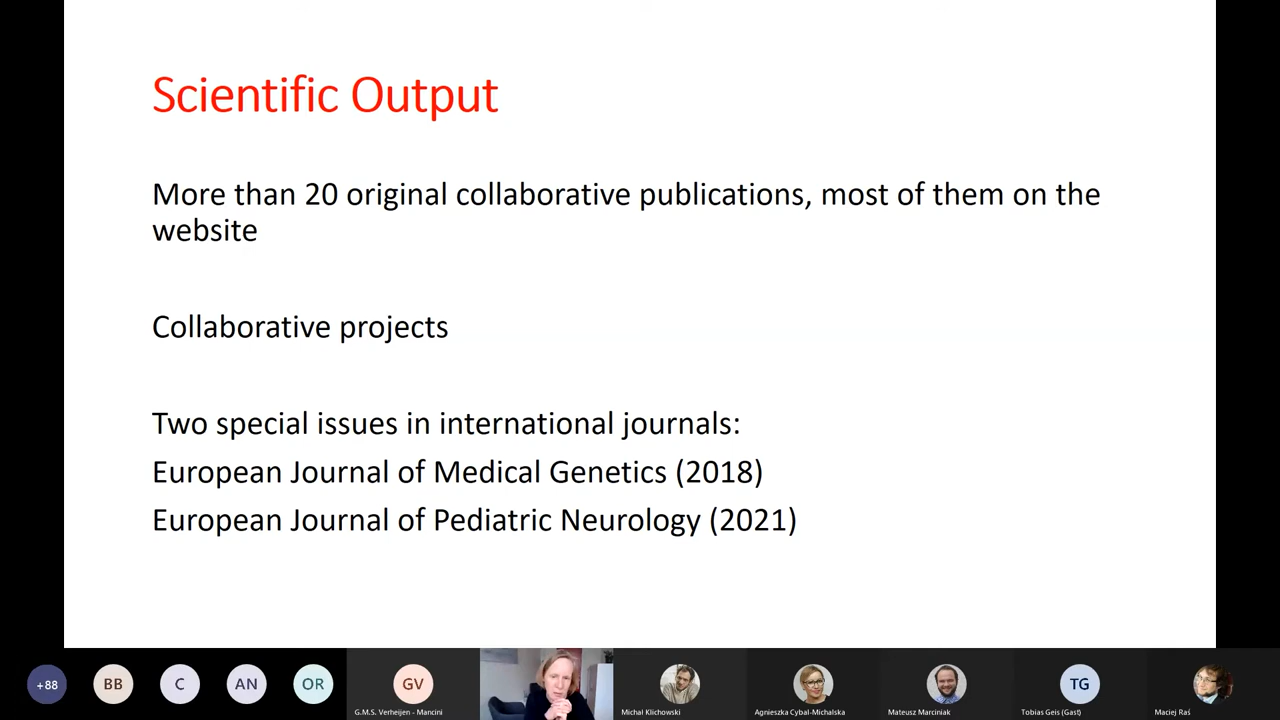 Scientific Output
More than 20 original collaborative publications, most of them on the
website
Collaborative projects
Two special issues in international journals:
European Journal of Medical Genetics (2018)
European Journal of Pediatric Neurology (2021)
+88
BB
C
AN
OR
GV
TG
G.M.S. Verheijen - Mancini
Michał Klichowski
Agnieszka Cybal-Michalska
Mateusz Marciniak
Tobias Geis (Gast)
Maciej Raś